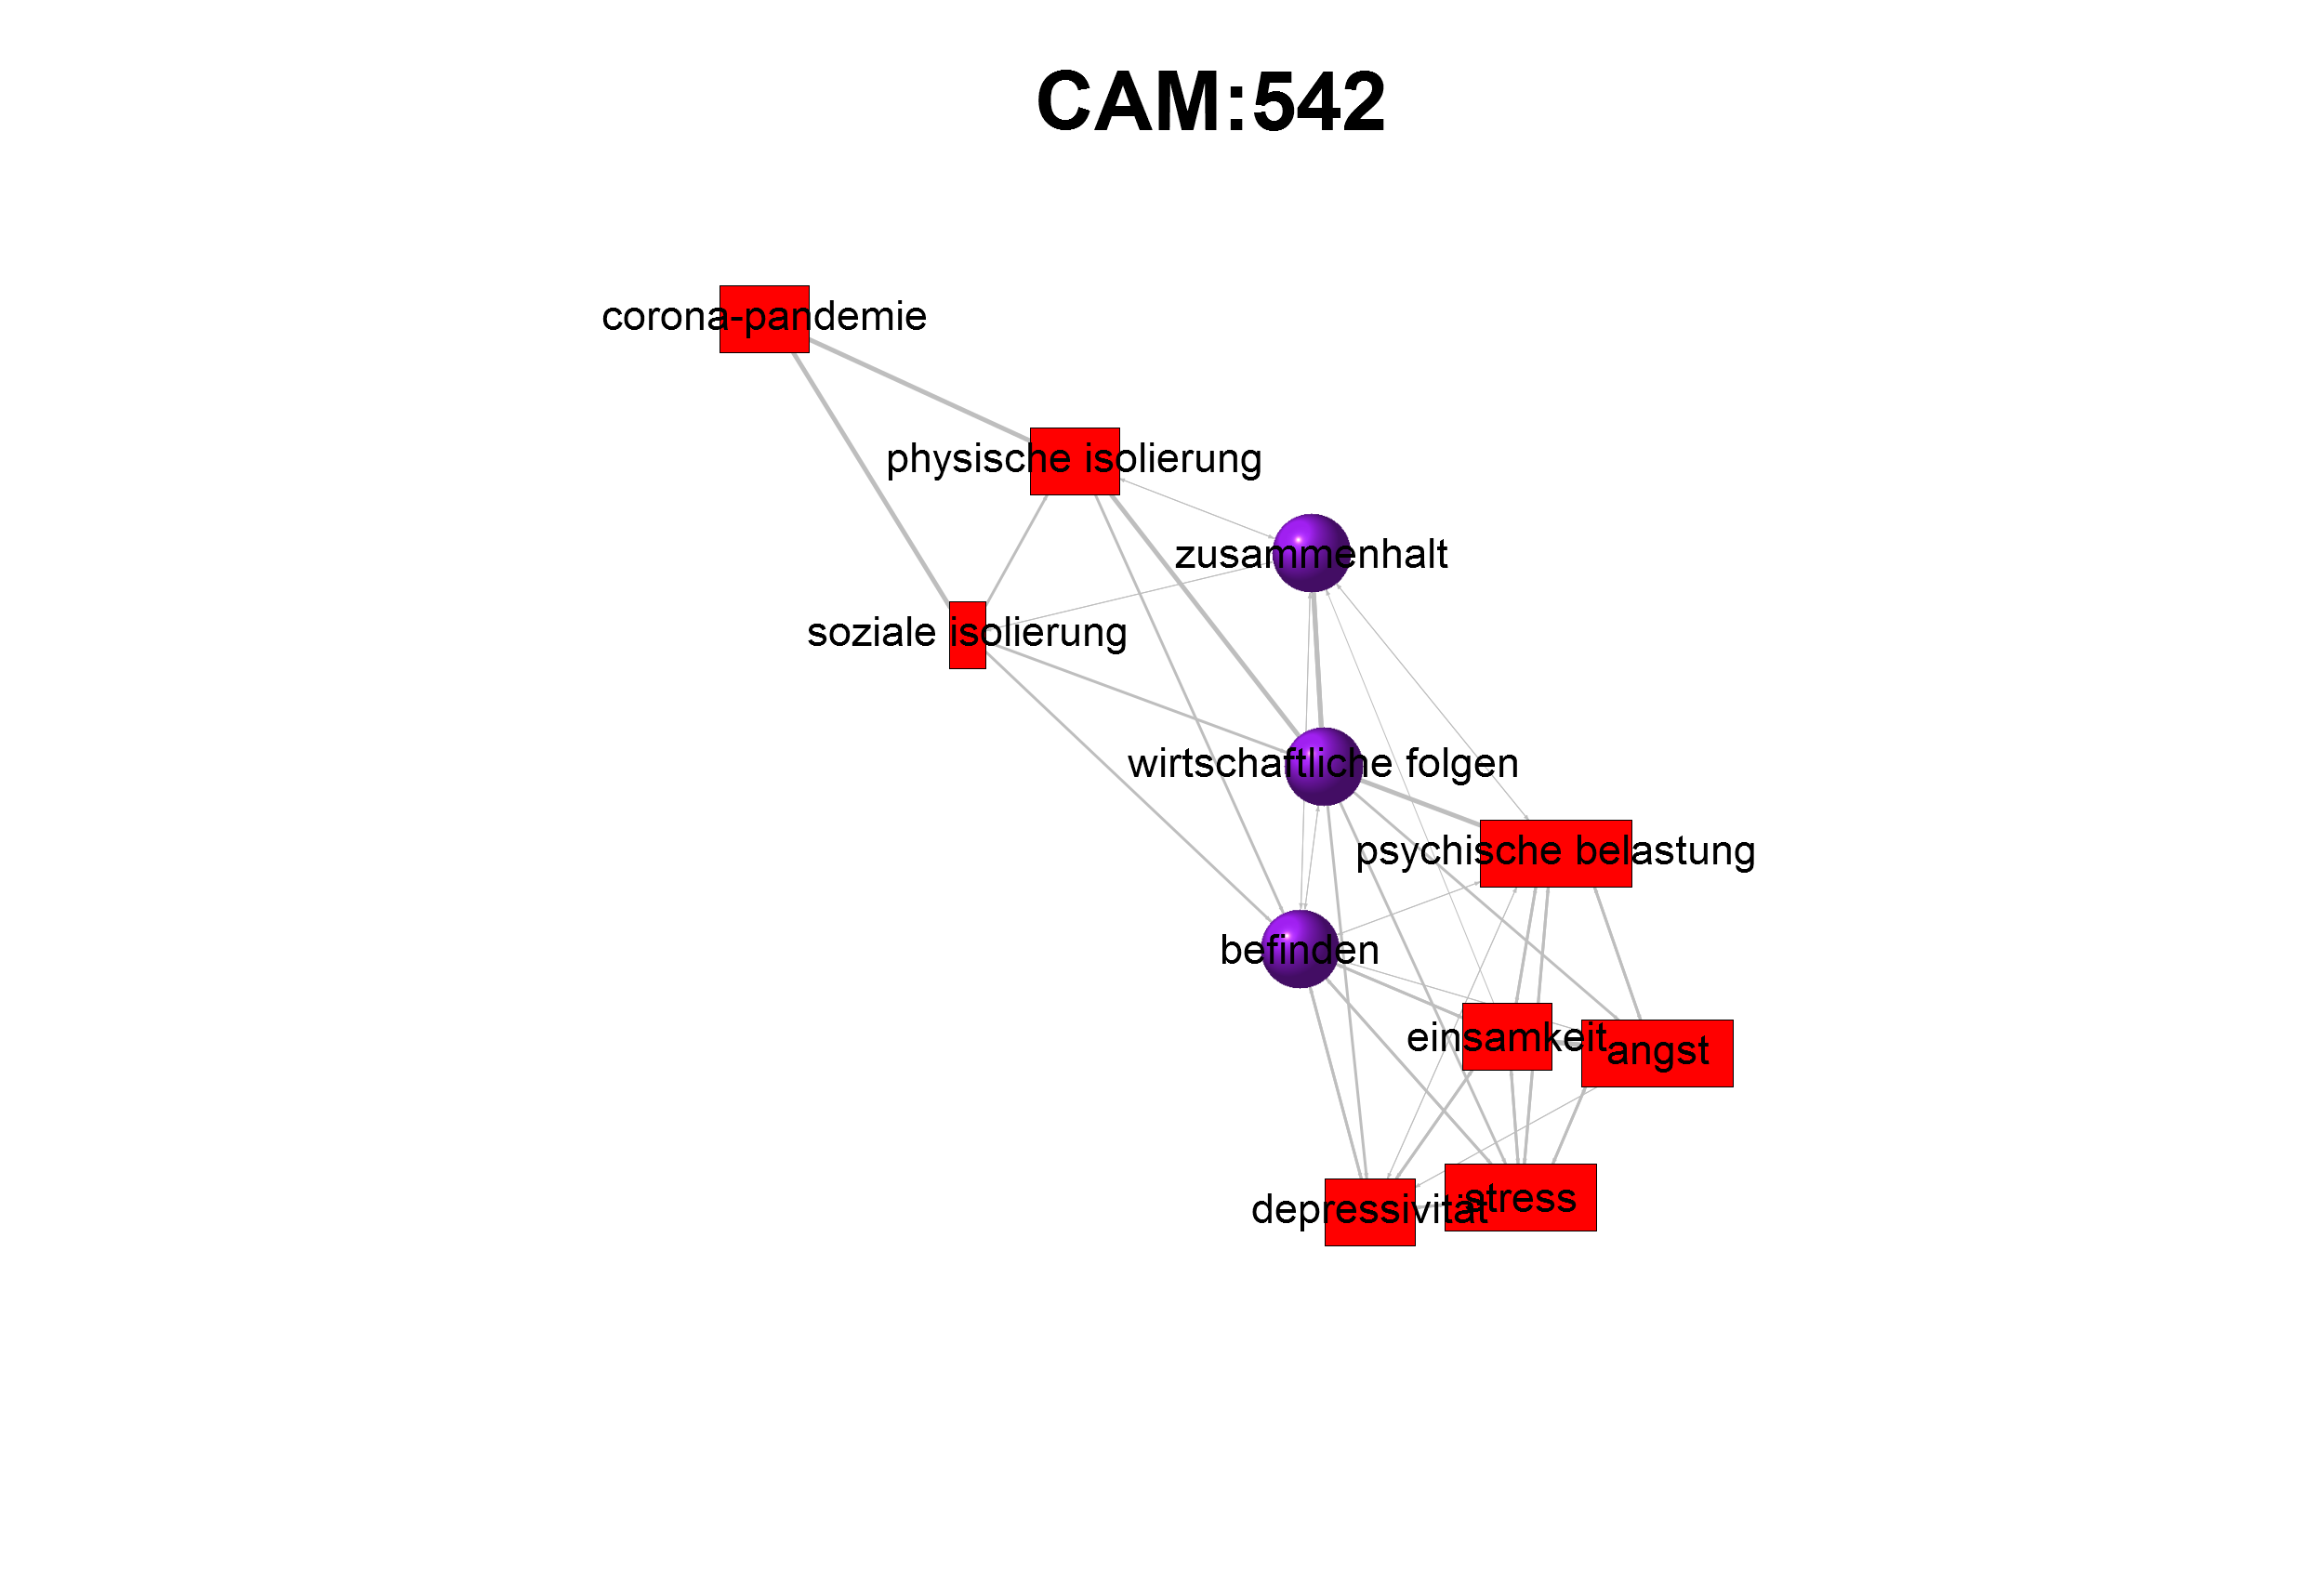 CAM:542
corona-pandemie
physische isolierung
zusammenhalt
soziale isolierung
wirtschaftliche folgen
psychische belastung
befinden
einsamkeit
angst
stress
depressivität